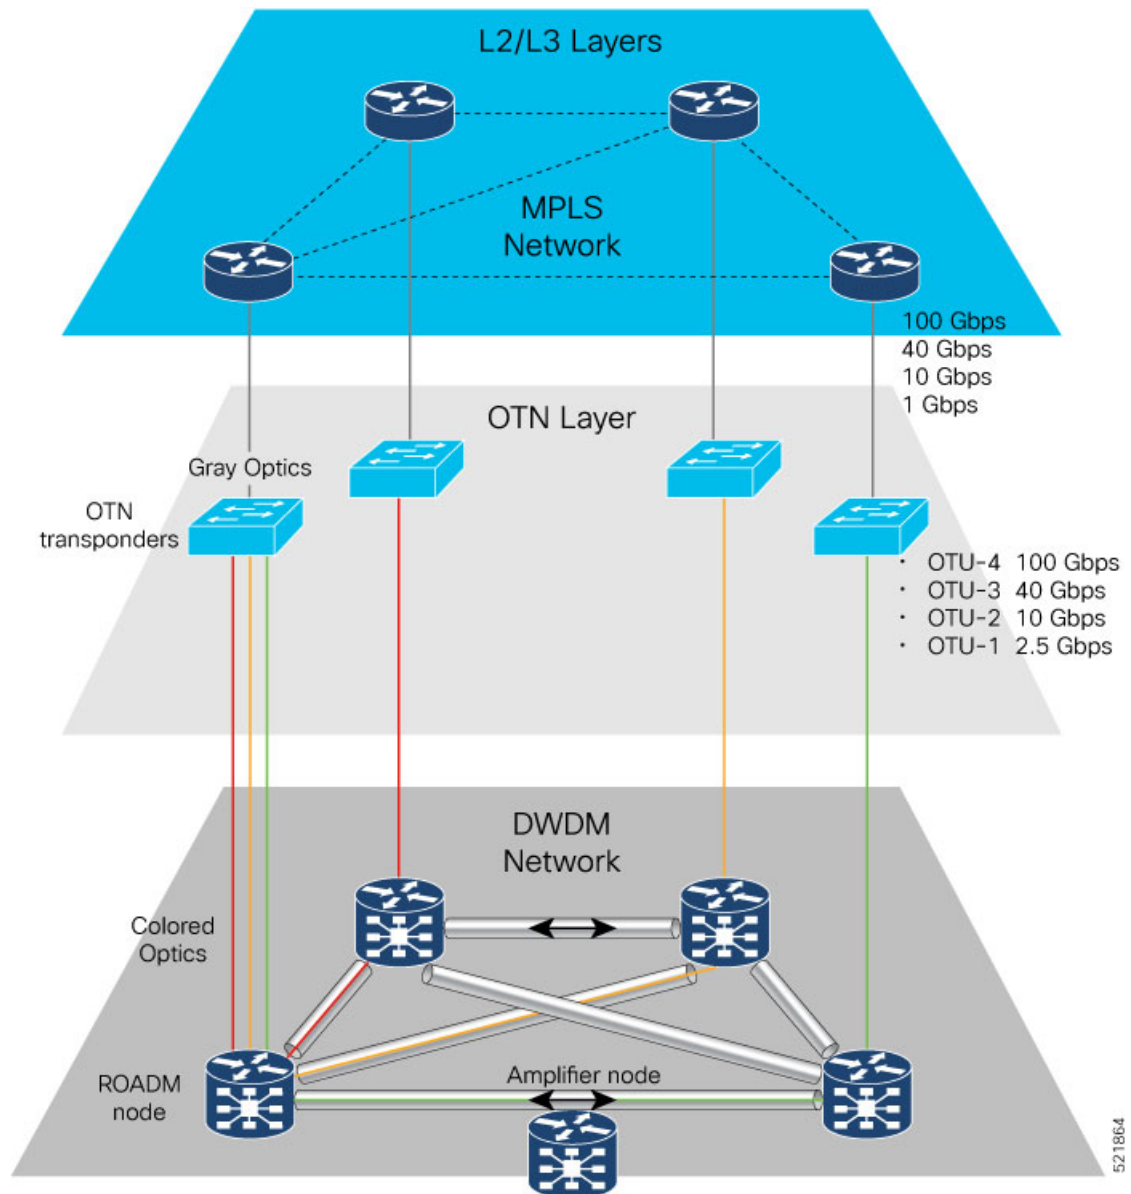 L2/L3 Layers
MPLS
Network
100 Gbps
40 Gbps
10 Gbps
1 Gbps
OTN Layer
Gray Optics
OTN
transponders
· OTU-4 100 Gbps
· OTU-3 40 Gbps
· OTU-2 10 Gbps
· OTU-1 2.5 Gbps
DWDM
Network
Colored
Optics
ROADM
node
Amplifier node
521864